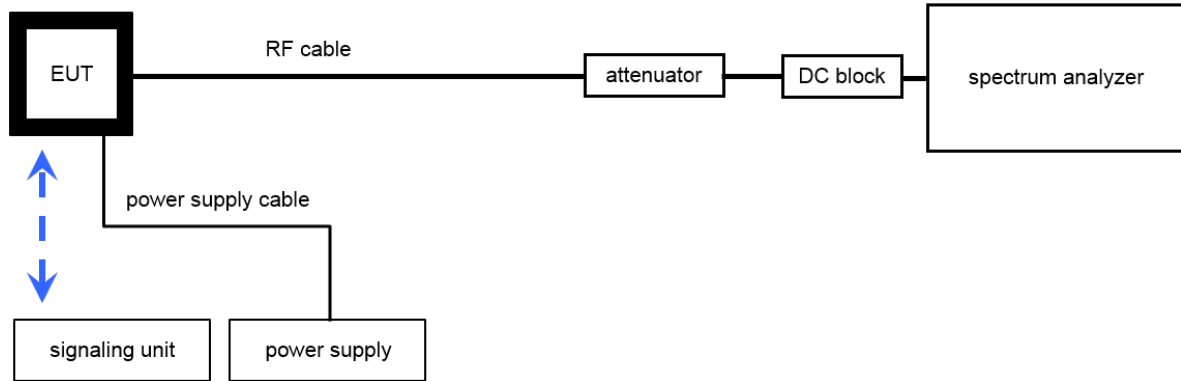 EUT
RF cable
attenuator
DC block
spectrum analyzer
power supply cable
signaling unit
power supply